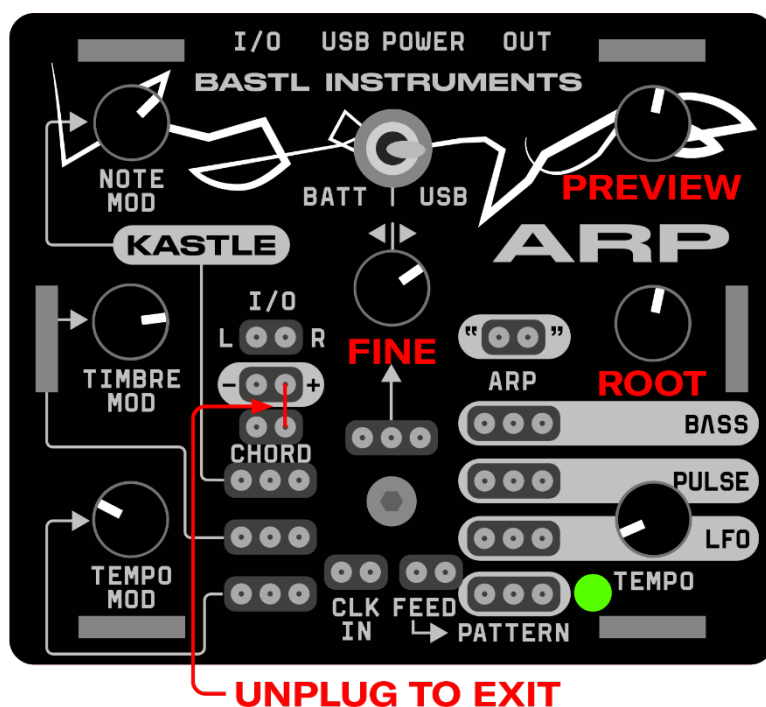 I/O USB POWER OUT
BASTL INSTRUMENTS
NOTE MOD
BATT USB
PREVIEW
KASTLE
ARP
I/O
L R
FINE
" "
TIMBRE MOD
- +
ARP
ROOT
CHORD
BASS
PULSE
LFO
TEMPO MOD
CLK IN
FEED
PATTERN
TEMPO
UNPLUG TO EXIT